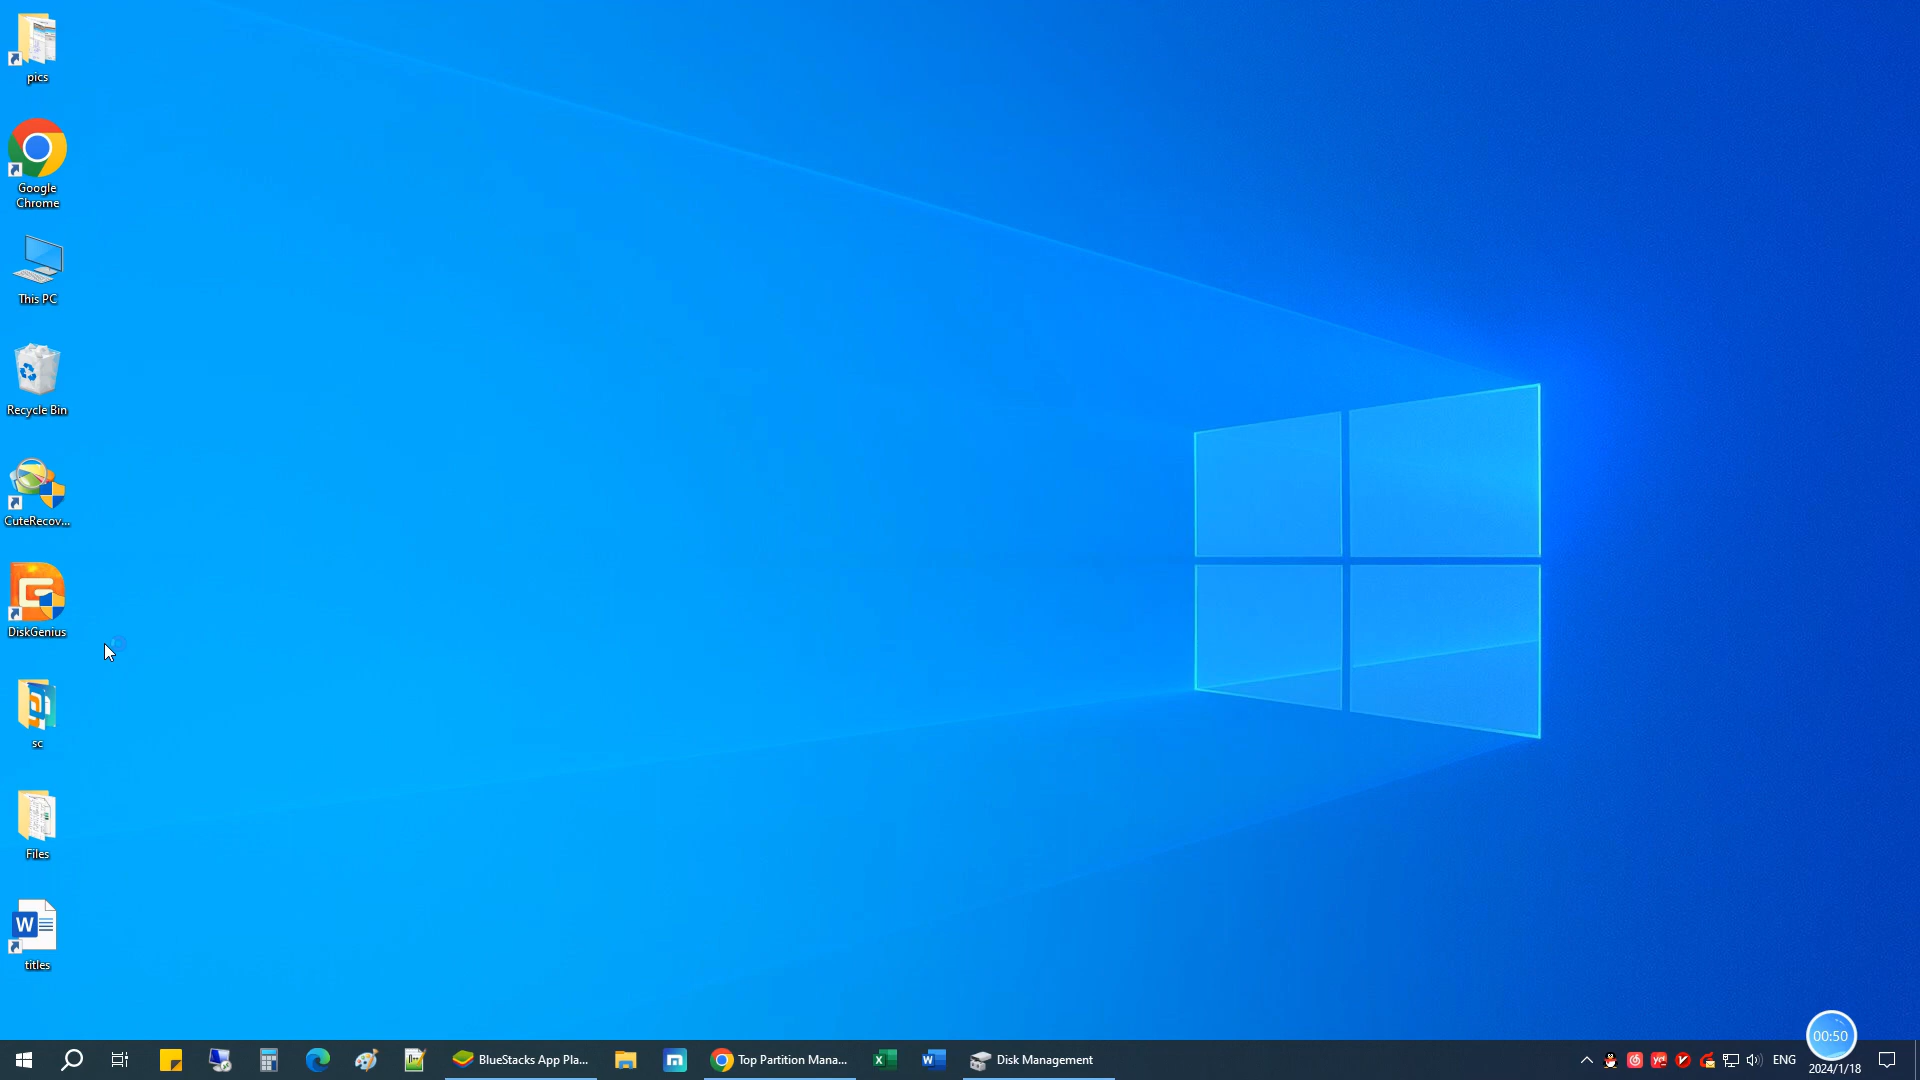 pics
Google
Chrome
This PC
Recycle Bin
CuteRecov...
DiskGenius
sc
Files
titles
BlueStacks App Pla...
Top Partition Mana...
Disk Management
ENG
00:50
2024/1/18